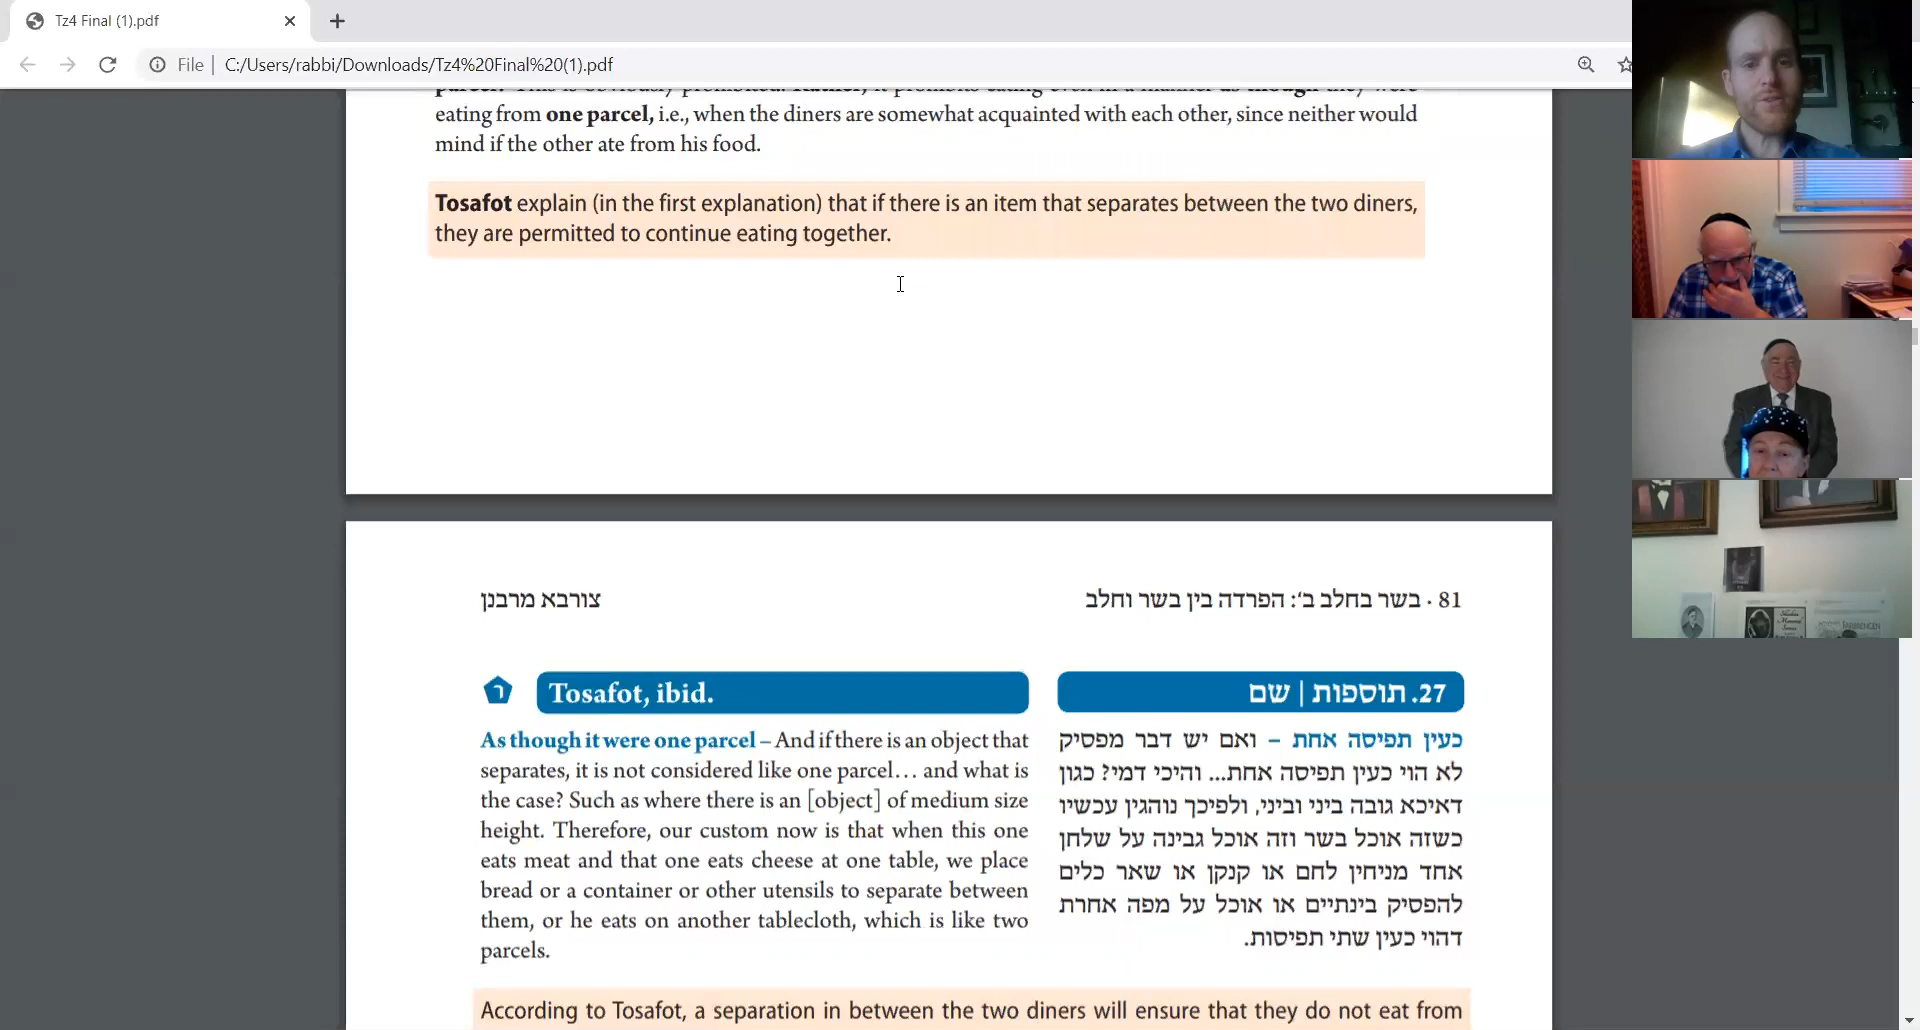 Tz4 Final (1).pdf
File | C:/Users/rabbi/Downloads/Tz4%20Final%20(1).pdf
eating from one parcel, i.e., when the diners are somewhat acquainted with each other, since neither would
mind if the other ate from his food.
Tosafot explain (in the first explanation) that if there is an item that separates between the two diners,
they are permitted to continue eating together.
81 · בשר בחלב ב': הפרדה בין בשר וחלב
צורבא מרבנן
ר
Tosafot, ibid.
As though it were one parcel – And if there is an object that
separates, it is not considered like one parcel… and what is
the case? Such as where there is an [object] of medium size
height. Therefore, our custom now is that when this one
eats meat and that one eats cheese at one table, we place
bread or a container or other utensils to separate between
them, or he eats on another tablecloth, which is like two
parcels.
27. תוספות | שם
כעין תפיסה אחת – ואם יש דבר מפסיק
לא הוי כעין תפיסה אחת... והיכי דמי? כגון
דאיכא גובה ביני וביני, ולפיכך נוהגין עכשיו
כשזה אוכל בשר וזה אוכל גבינה על שלחן
אחד מניחין לחם או קנקן או שאר כלים
להפסיק בינתיים או אוכל על מפה אחרת
דהוי כעין שתי תפיסות.
According to Tosafot, a separation in between the two diners will ensure that they do not eat from